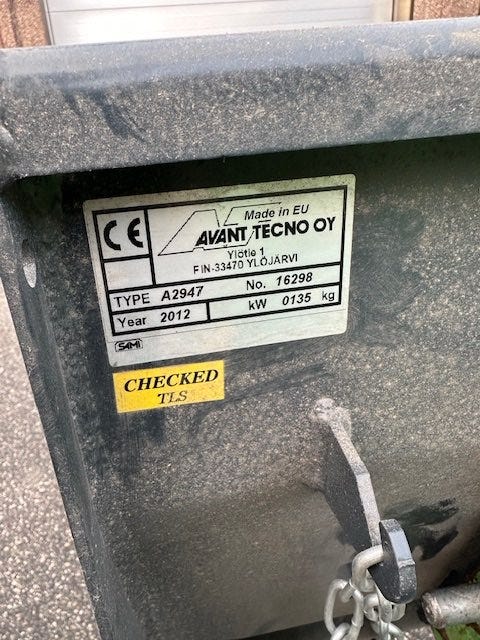 CE
Made in EU
AVANT TECNO OY
Ylötie 1
FIN-33470 YLÖJÄRVI
TYPE A2947 No. 16298
Year 2012 kW 0135 kg
SAMI
CHECKED
TLS